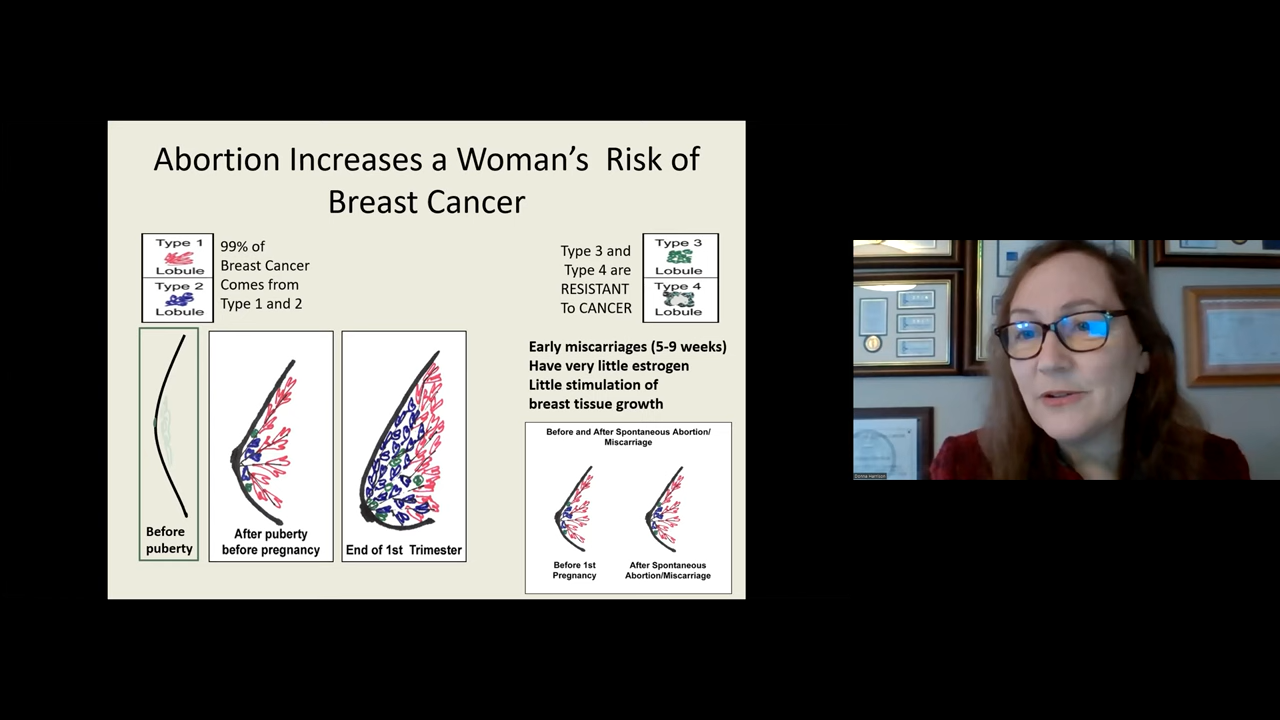 Abortion Increases a Woman's  Risk of
Breast Cancer
Type 1
Lobule
Type 2
Lobule
99% of
Breast Cancer
Comes from
Type 1 and 2
Type 3 and
Type 4 are
RESISTANT
To CANCER
Type 3
Lobule
Type 4
Lobule
Before
puberty
After puberty
before pregnancy
End of 1st  Trimester
Early miscarriages (5-9 weeks)
Have very little estrogen
Little stimulation of
breast tissue growth
Before and After Spontaneous Abortion/
Miscarriage
Before 1st
Pregnancy
After Spontaneous
Abortion/Miscarriage